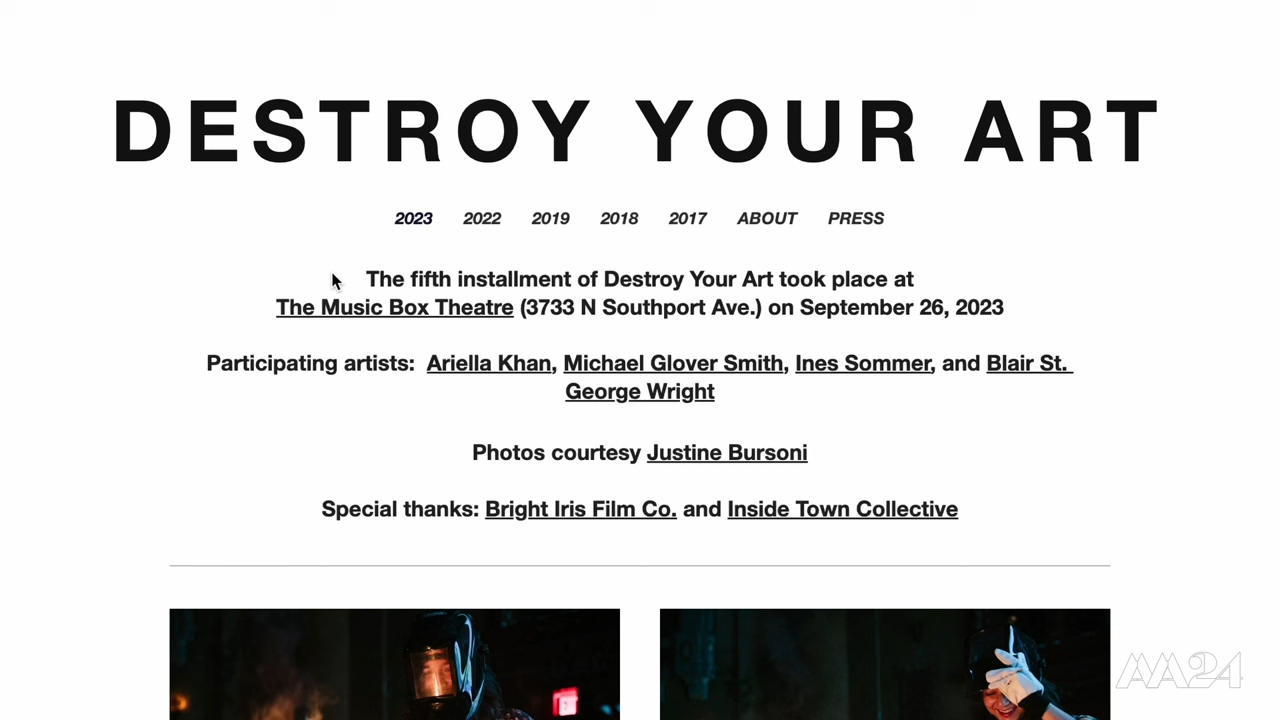 DESTROY YOUR ART
2023 2022 2019 2018 2017 ABOUT PRESS
The fifth installment of Destroy Your Art took place at
The Music Box Theatre (3733 N Southport Ave.) on September 26, 2023
Participating artists: Ariella Khan, Michael Glover Smith, Ines Sommer, and Blair St.
George Wright
Photos courtesy Justine Bursoni
Special thanks: Bright Iris Film Co. and Inside Town Collective
AA24